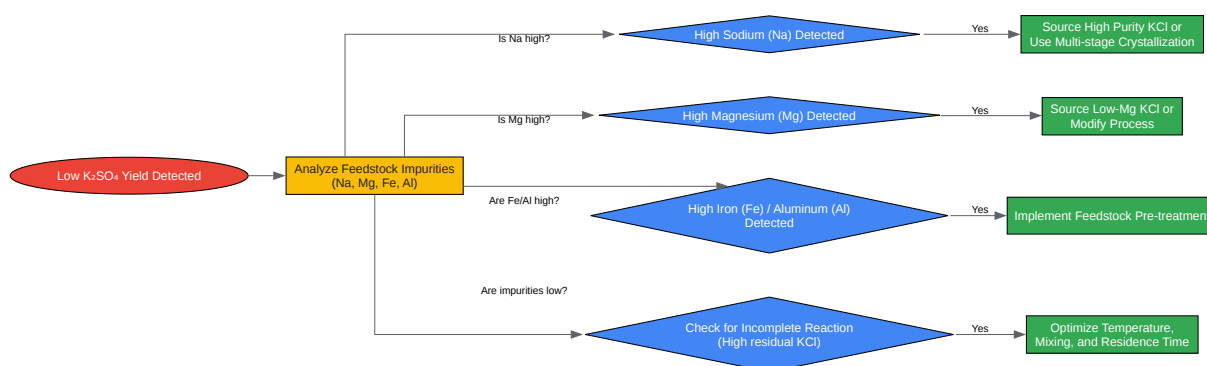 Is Na high?
High Sodium (Na) Detected
Yes
Source High Purity KCl or
Use Multi-stage Crystallization
Is Mg high?
High Magnesium (Mg) Detected
Yes
Source Low-Mg KCl or
Modify Process
Low K₂SO₄ Yield Detected
Analyze Feedstock Impurities
(Na, Mg, Fe, Al)
Are Fe/Al high?
High Iron (Fe) / Aluminum (Al)
Detected
Yes
Implement Feedstock Pre-treatment
Are impurities low?
Check for Incomplete Reaction
(High residual KCl)
Yes
Optimize Temperature,
Mixing, and Residence Time